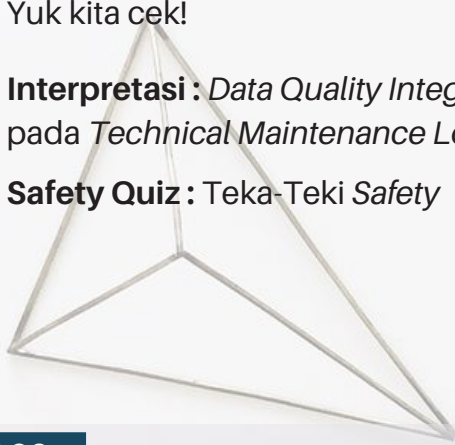 Yuk kita cek!
Interpretasi : Data Quality Integ
pada Technical Maintenance Lo
Safety Quiz : Teka-Teki Safety